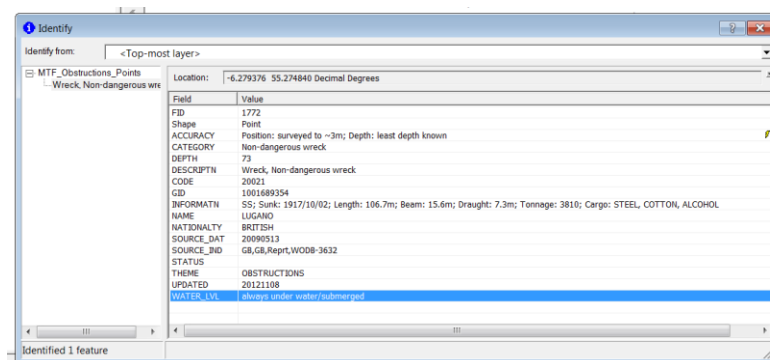 Identify
Identify from: <Top-most layer>
MTF_Obstructions_Points
Wreck, Non-dangerous wre
Location: -6.279376 55.274840 Decimal Degrees
Field Value
FID 1772
Shape Point
ACCURACY Position: surveyed to ~3m; Depth: least depth known
CATEGORY Non-dangerous wreck
DEPTH 73
DESCRIPTN Wreck, Non-dangerous wreck
CODE 20021
GID 1001689354
INFORMATN SS; Sunk: 1917/10/02; Length: 106.7m; Beam: 15.6m; Draught: 7.3m; Tonnage: 3810; Cargo: STEEL, COTTON, ALCOHOL
NAME LUGANO
NATIONALTY BRITISH
SOURCE_DAT 20090513
SOURCE_IND GB,GB,Reprt,WODB-3632
STATUS
THEME OBSTRUCTIONS
UPDATED 20121108
WATER_LVL always under water/submerged
Identified 1 feature